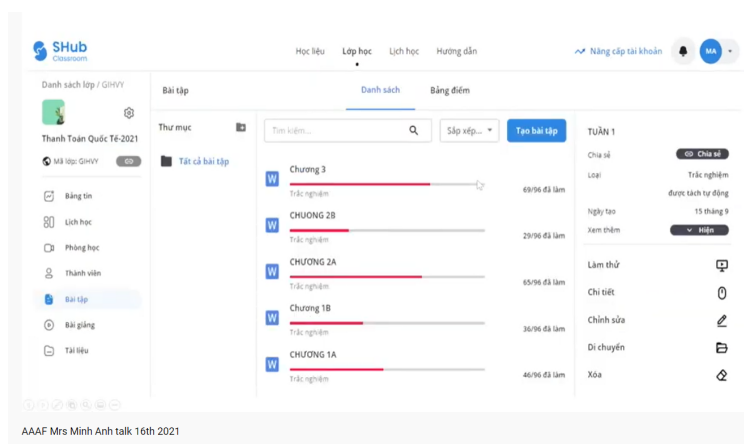 SHub
Classroom
Học liệu
Lớp học
Lịch học
Hướng dẫn
Nâng cấp tài khoản
MA
Danh sách lớp / GIHVY
Thanh Toán Quốc Tế-2021
Mã lớp: GIHVY
Bảng tin
Lịch học
Phòng học
Thành viên
Bài tập
Bài giảng
Tài liệu
Bài tập
Danh sách
Bảng điểm
Thư mục
Tất cả bài tập
Tìm kiếm...
Sắp xếp...
Tạo bài tập
Chương 3
Trắc nghiệm
69/96 đã làm
CHUONG 2B
Trắc nghiệm
29/96 đã làm
CHƯƠNG 2A
Trắc nghiệm
65/96 đã làm
Chương 1B
Trắc nghiệm
36/96 đã làm
CHƯƠNG 1A
Trắc nghiệm
46/96 đã làm
TUẦN 1
Chia sẻ
Chia sẻ
Loại
Trắc nghiệm
được tách tự động
Ngày tạo
15 tháng 9
Xem thêm
Hiện
Làm thử
Chi tiết
Chỉnh sửa
Di chuyển
Xóa
AAAF Mrs Minh Anh talk 16th 2021